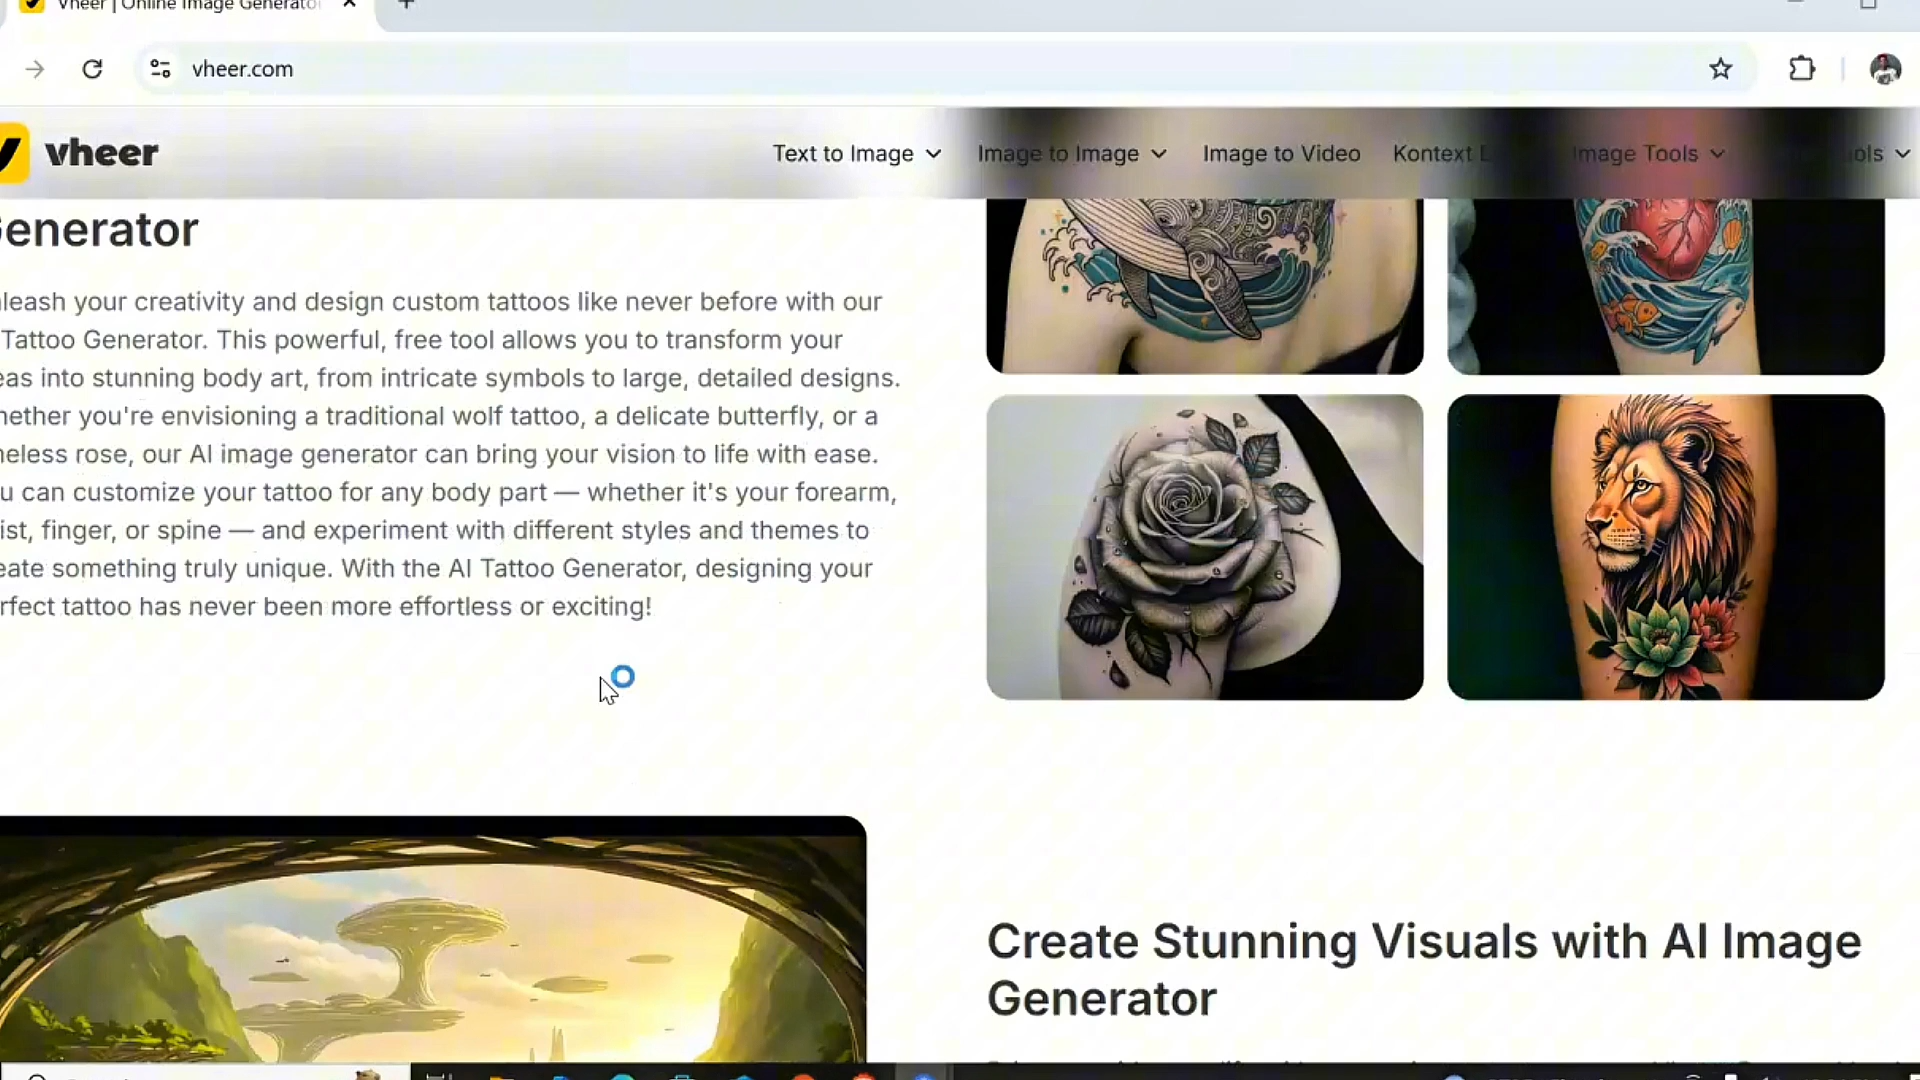 Vheer | Online Image Generator
vheer.com
vheer
Text to Image
Image to Image
Image to Video
Kontext
Image Tools
Generator
leash your creativity and design custom tattoos like never before with our
Tattoo Generator. This powerful, free tool allows you to transform your
eas into stunning body art, from intricate symbols to large, detailed designs.
hether you're envisioning a traditional wolf tattoo, a delicate butterfly, or a
neless rose, our AI image generator can bring your vision to life with ease.
u can customize your tattoo for any body part — whether it's your forearm,
ist, finger, or spine — and experiment with different styles and themes to
eate something truly unique. With the AI Tattoo Generator, designing your
rfect tattoo has never been more effortless or exciting!
Create Stunning Visuals with AI Image
Generator